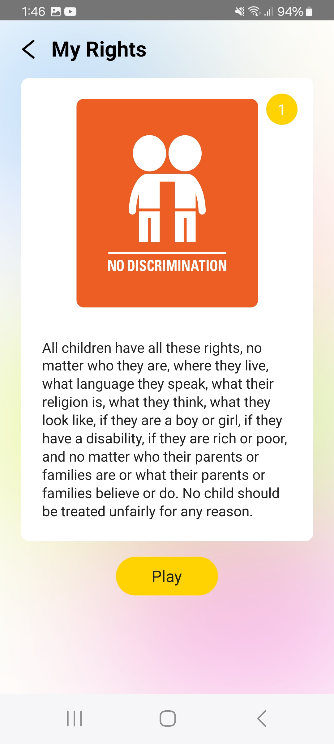 1:46
94%
My Rights
1
NO DISCRIMINATION
All children have all these rights, no
matter who they are, where they live,
what language they speak, what their
religion is, what they think, what they
look like, if they are a boy or girl, if they
have a disability, if they are rich or poor,
and no matter who their parents or
families are or what their parents or
families believe or do. No child should
be treated unfairly for any reason.
Play